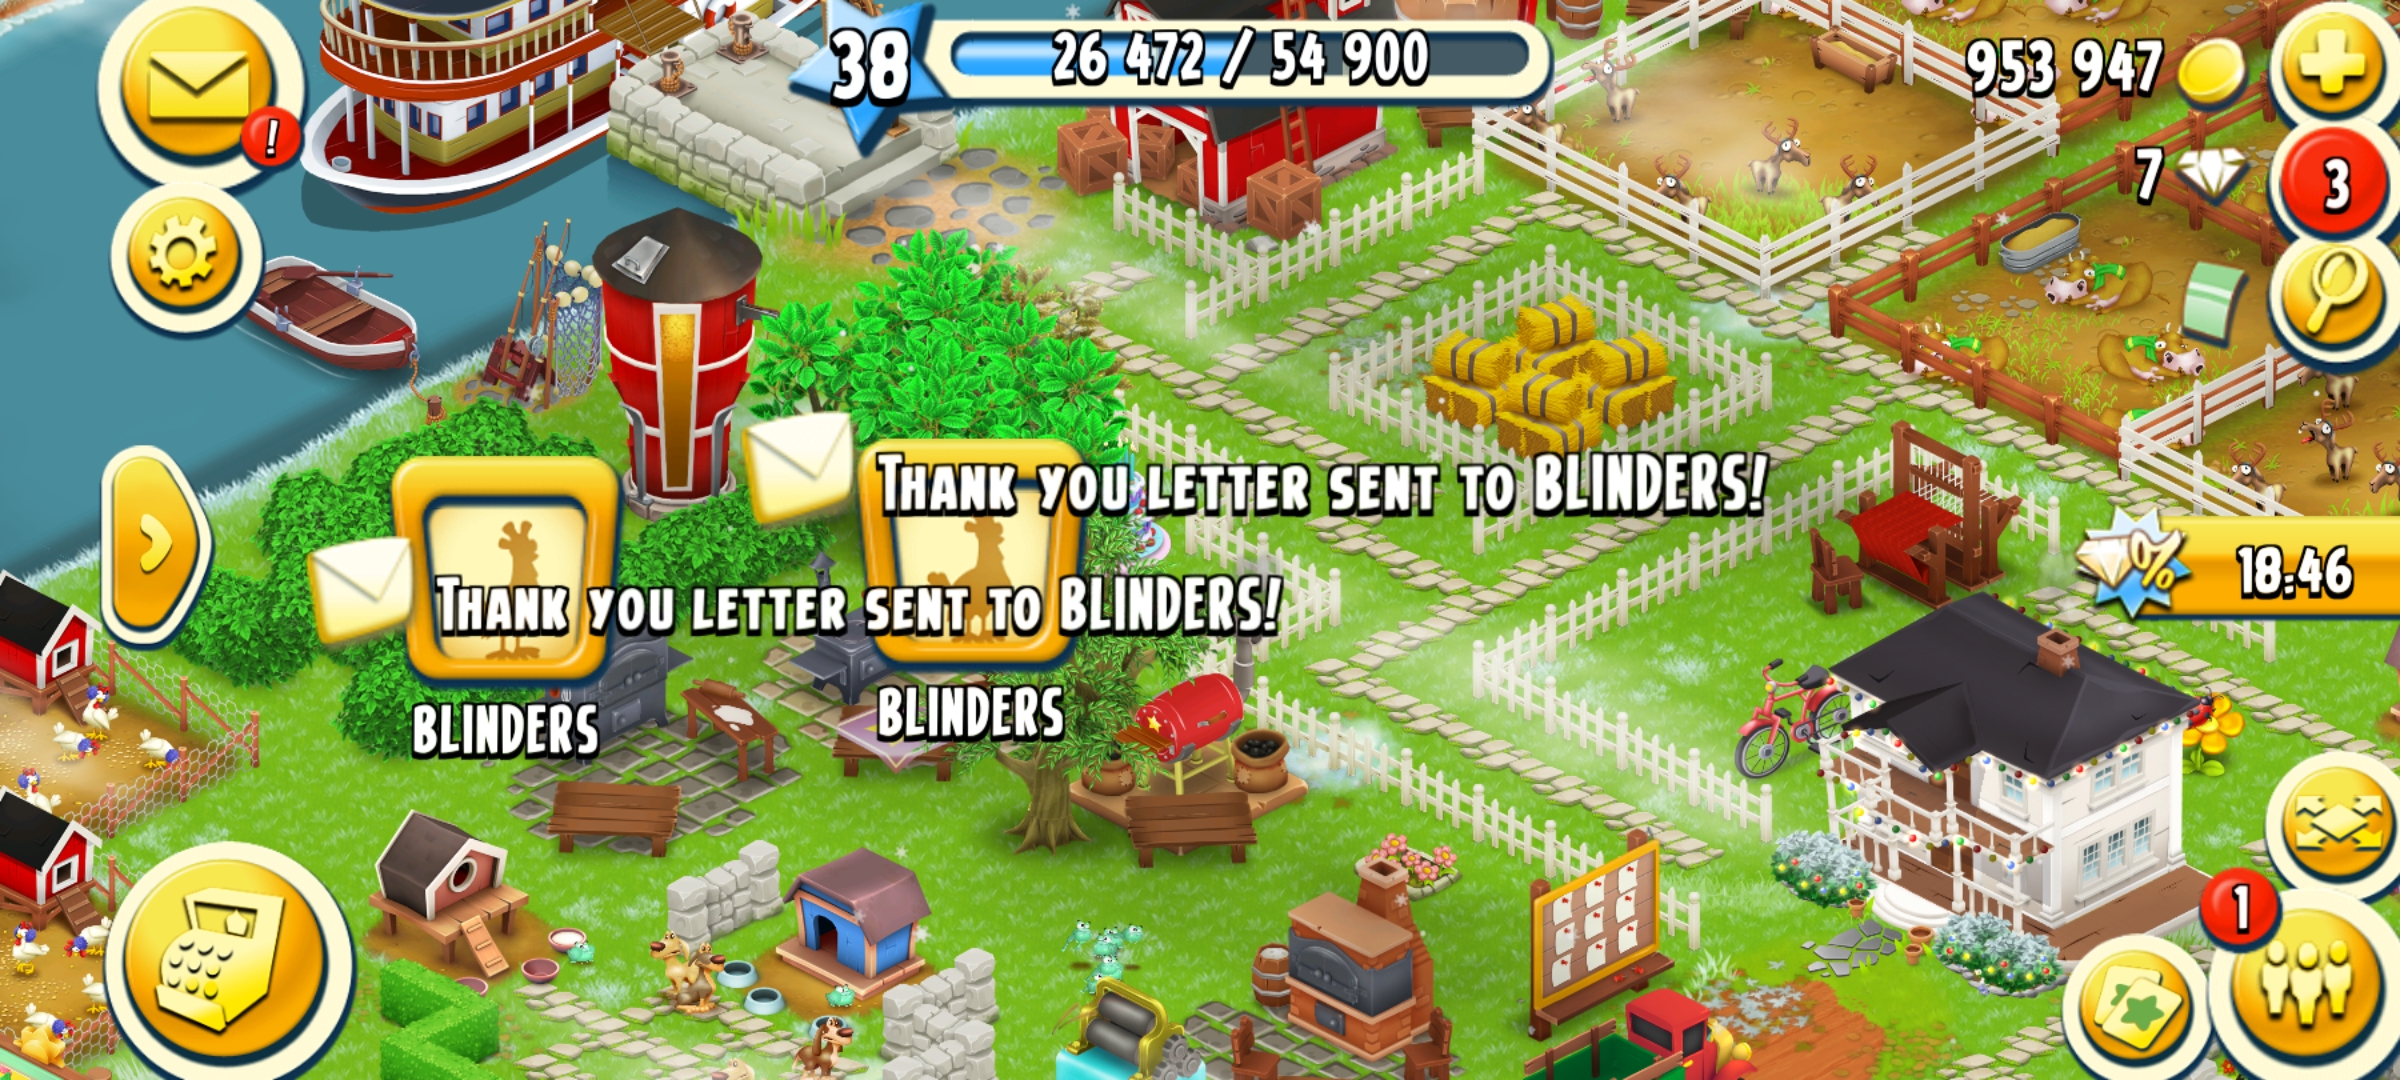 38
26 472 / 54 900
953 947
!
7
3
THANK YOU LETTER SENT TO BLINDERS!
%
18:46
THANK YOU LETTER SENT TO BLINDERS!
BLINDERS
BLINDERS
1